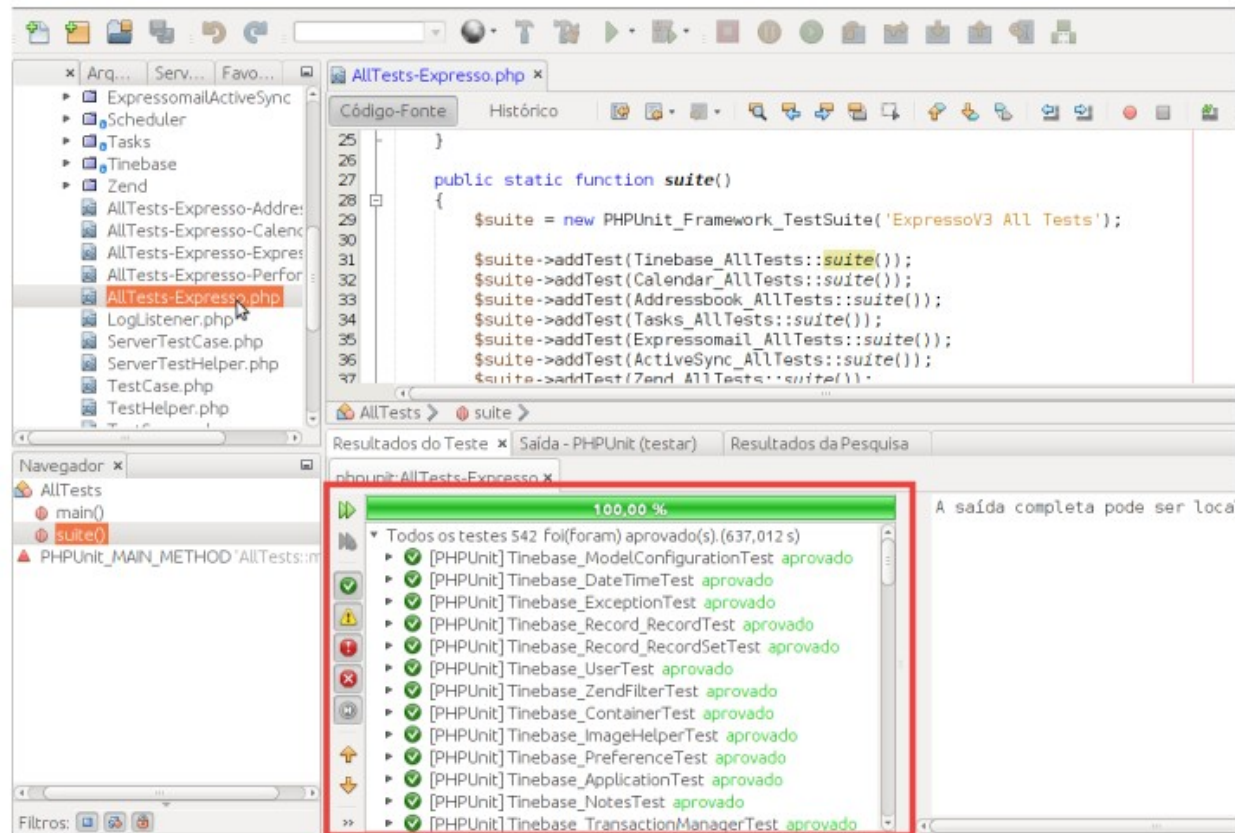 Arq... Serv... Favo...
ExpressomailActiveSync
Scheduler
Tasks
Tinebase
Zend
AllTests-Expresso-Addre
AllTests-Expresso-Calend
AllTests-Expresso-Expres
AllTests-Expresso-Perfor
AllTests-Expresso.php
LogListener.php
ServerTestCase.php
ServerTestHelper.php
TestCase.php
TestHelper.php
Navegador
AllTests
main()
suite()
PHPUnit_MAIN_METHOD 'AllTests::m
Filtros:
AllTests-Expresso.php
Código-Fonte Histórico
25 }
26
27 public static function suite()
28 {
29 $suite = new PHPUnit_Framework_TestSuite('ExpressoV3 All Tests');
30
31 $suite->addTest(Tinebase_AllTests::suite());
32 $suite->addTest(Calendar_AllTests::suite());
33 $suite->addTest(Addressbook_AllTests::suite());
34 $suite->addTest(Tasks_AllTests::suite());
35 $suite->addTest(Expressomail_AllTests::suite());
36 $suite->addTest(ActiveSync_AllTests::suite());
37 $suite->addTest(Zend_AllTests::suite());
AllTests suite
Resultados do Teste Saída - PHPUnit (testar) Resultados da Pesquisa
phpunit:AllTests-Expresso
100,00 %
Todos os testes 542 foi(foram) aprovado(s).(637,012 s)
[PHPUnit] Tinebase_ModelConfigurationTest aprovado
[PHPUnit] Tinebase_DateTimeTest aprovado
[PHPUnit] Tinebase_ExceptionTest aprovado
[PHPUnit] Tinebase_Record_RecordTest aprovado
[PHPUnit] Tinebase_Record_RecordSetTest aprovado
[PHPUnit] Tinebase_UserTest aprovado
[PHPUnit] Tinebase_ZendFilterTest aprovado
[PHPUnit] Tinebase_ContainerTest aprovado
[PHPUnit] Tinebase_ImageHelperTest aprovado
[PHPUnit] Tinebase_PreferenceTest aprovado
[PHPUnit] Tinebase_ApplicationTest aprovado
[PHPUnit] Tinebase_NotesTest aprovado
[PHPUnit] Tinebase_TransactionManagerTest aprovado
A saída completa pode ser loca